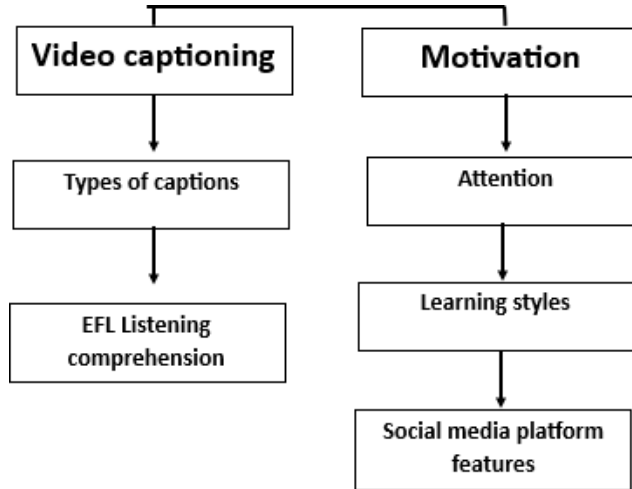 Video captioning
Motivation
Types of captions
Attention
EFL Listening
comprehension
Learning styles
Social media platform
features